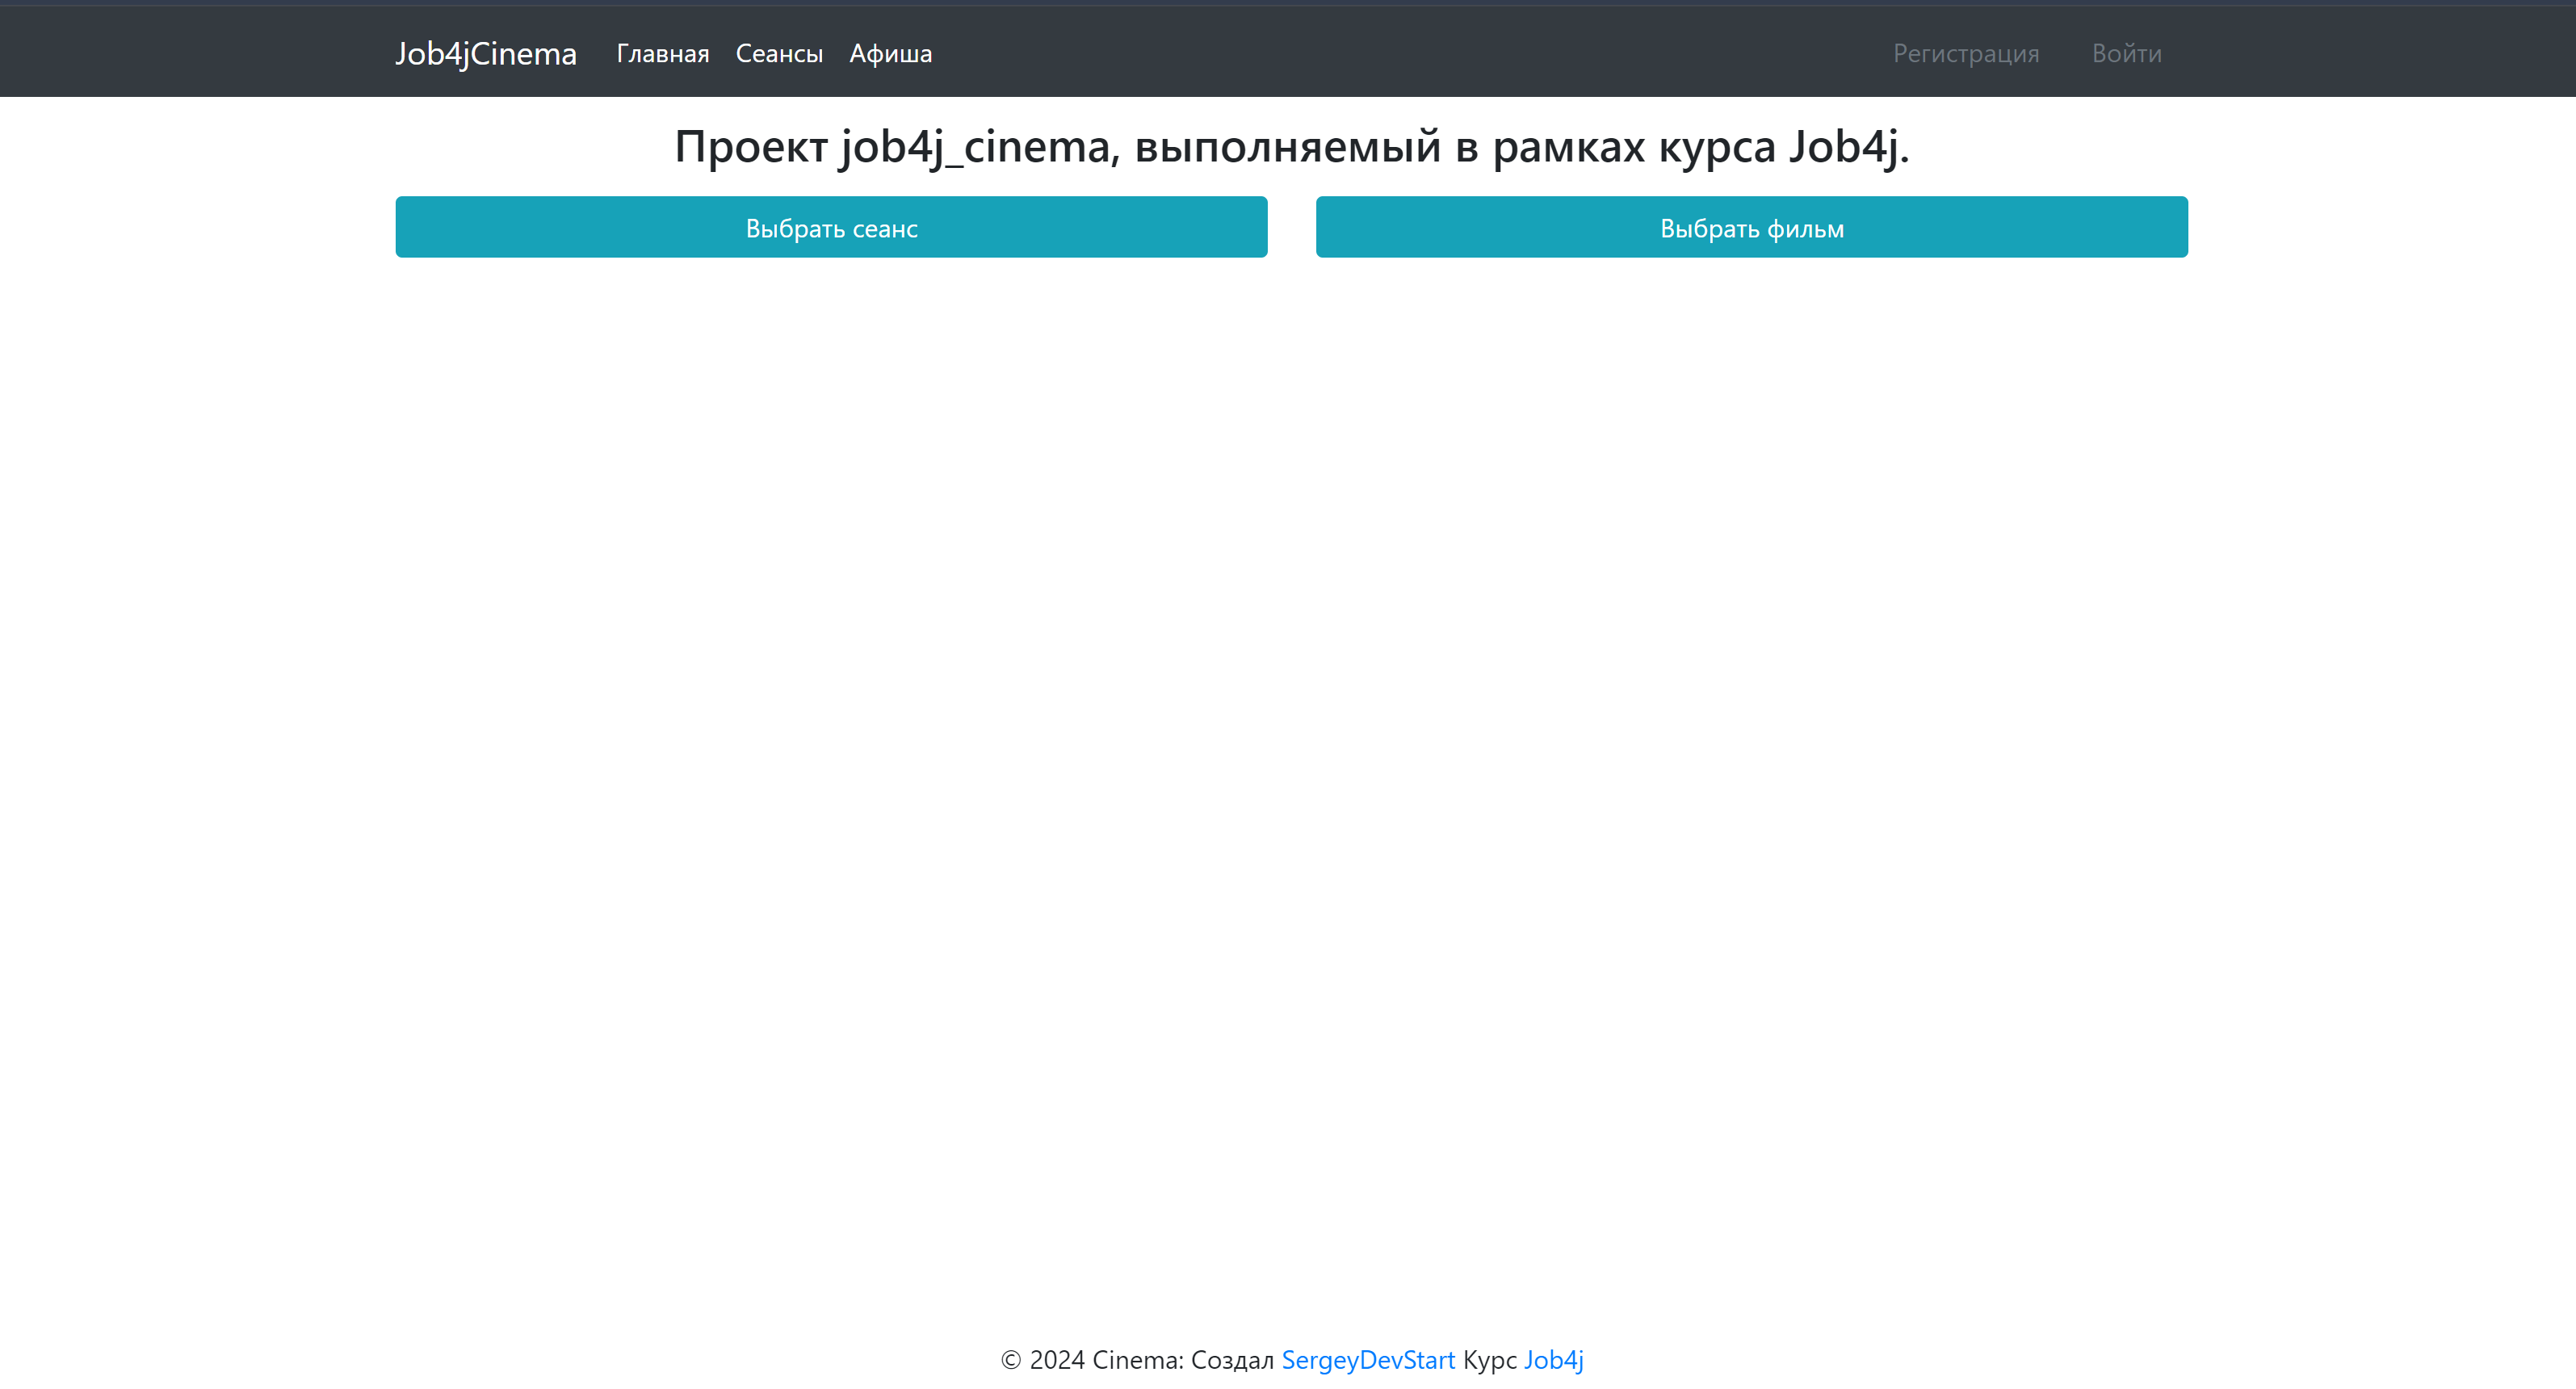 Job4jCinema Главная Сеансы Афиша Регистрация Войти
Проект job4j_cinema, выполняемый в рамках курса Job4j.
Выбрать сеанс Выбрать фильм
© 2024 Cinema: Создал SergeyDevStart Курс Job4j